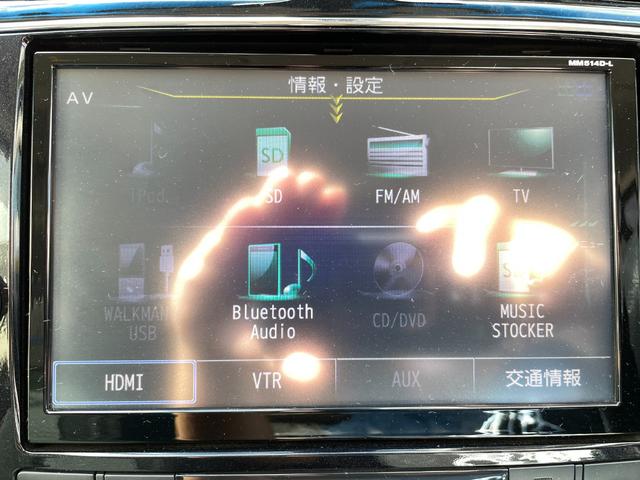 MM514D-L
情報・設定
AV
iPod
SD
SD
FM/AM
TV
WALKMAN
USB
Bluetooth
Audio
CD/DVD
MUSIC
STOCKER
HDMI
VTR
AUX
交通情報